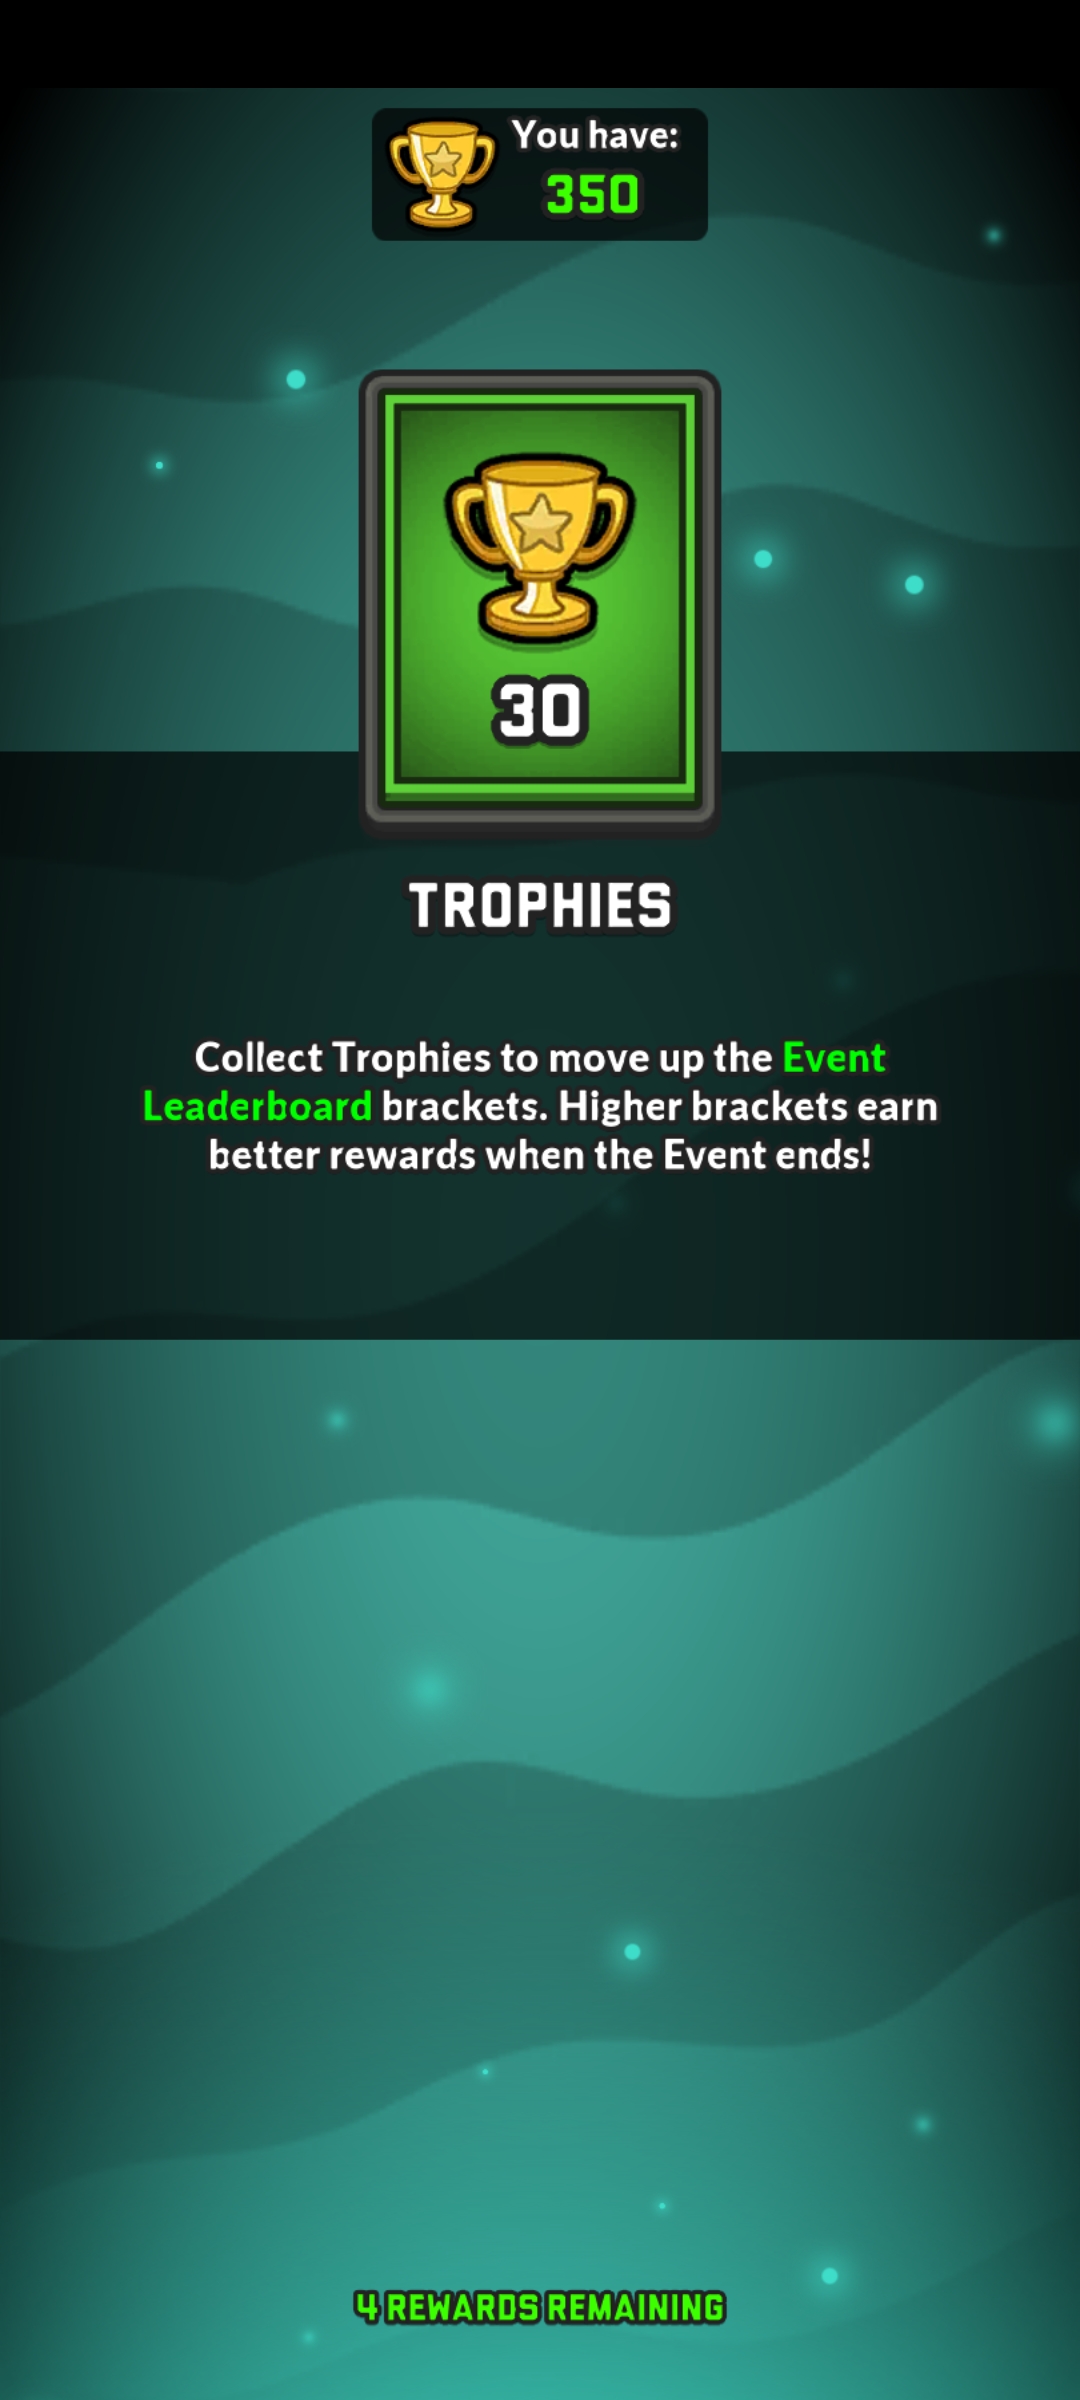 You have:
350
30
TROPHIES
Collect Trophies to move up the Event
Leaderboard brackets. Higher brackets earn
better rewards when the Event ends!
4 REWARDS REMAINING